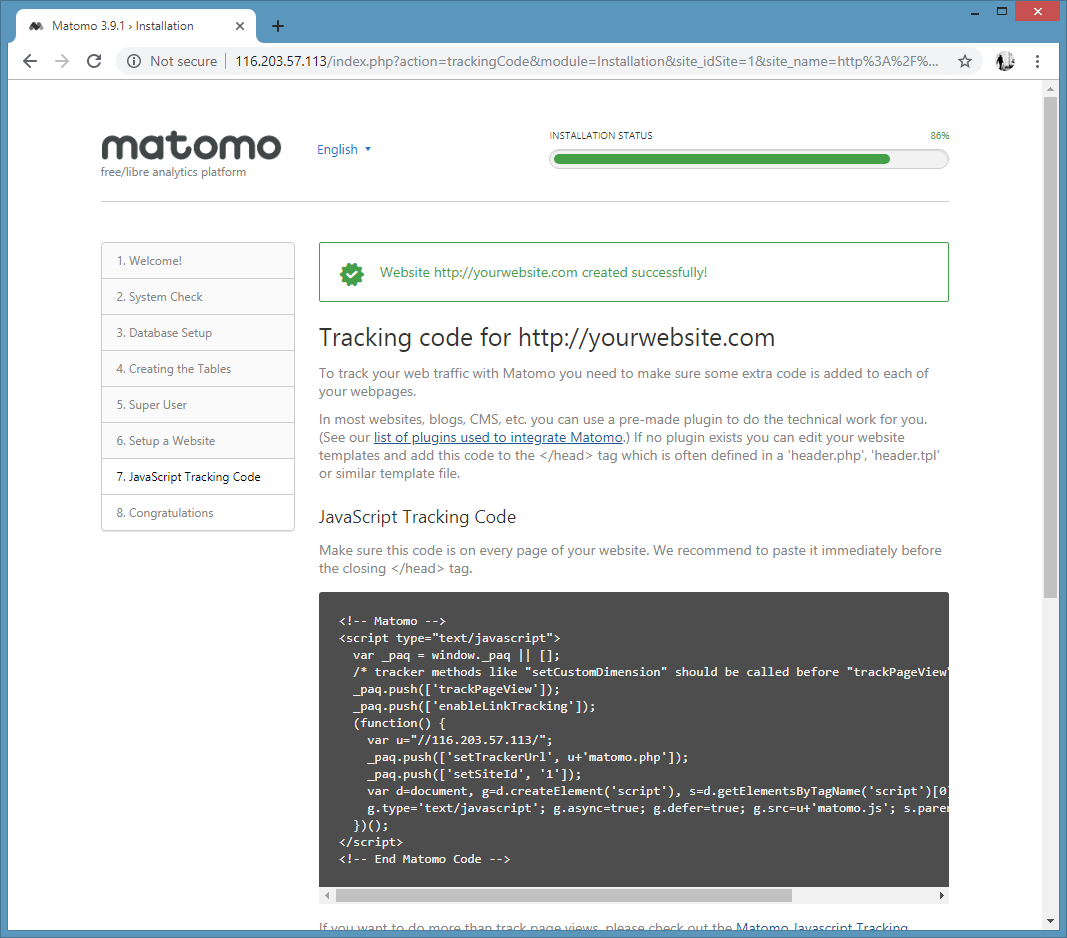 Matomo 3.9.1 › Installation
Not secure
116.203.57.113/index.php?action=trackingCode&module=Installation&site_idSite=1&site_name=http%3A%2F%...
matomo
free/libre analytics platform
English
INSTALLATION STATUS
86%
1. Welcome!
2. System Check
3. Database Setup
4. Creating the Tables
5. Super User
6. Setup a Website
7. JavaScript Tracking Code
8. Congratulations
Website http://yourwebsite.com created successfully!
Tracking code for http://yourwebsite.com
To track your web traffic with Matomo you need to make sure some extra code is added to each of
your webpages.
In most websites, blogs, CMS, etc. you can use a pre-made plugin to do the technical work for you.
(See our list of plugins used to integrate Matomo.) If no plugin exists you can edit your website
templates and add this code to the </head> tag which is often defined in a 'header.php', 'header.tpl'
or similar template file.
JavaScript Tracking Code
Make sure this code is on every page of your website. We recommend to paste it immediately before
the closing </head> tag.
<!-- Matomo -->
<script type="text/javascript">
var _paq = window._paq || [];
/* tracker methods like "setCustomDimension" should be called before "trackPageView"
_paq.push(['trackPageView']);
_paq.push(['enableLinkTracking']);
(function() {
var u="//116.203.57.113/";
_paq.push(['setTrackerUrl', u+'matomo.php']);
_paq.push(['setSiteId', '1']);
var d=document, g=d.createElement('script'), s=d.getElementsByTagName('script')[0]
g.type='text/javascript'; g.async=true; g.defer=true; g.src=u+'matomo.js'; s.paren
})();
</script>
<!-- End Matomo Code -->
If you want to do more than track page views, please check out the Matomo Javascript Tracking